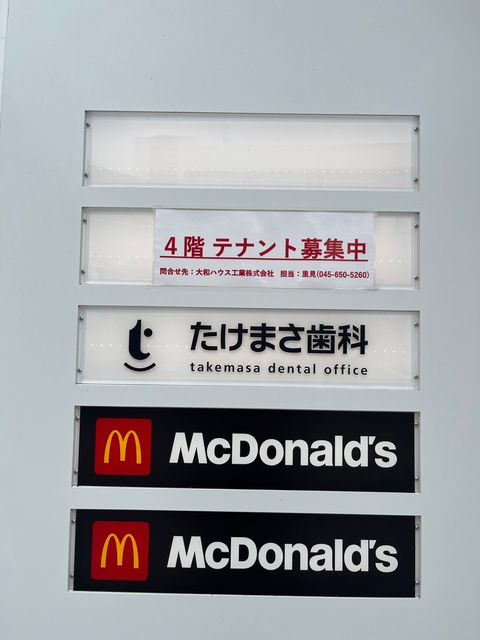 4階 テナント募集中
問合せ先：大和ハウス工業株式会社 担当：里見(045-650-5260)
たけまさ歯科
takemasa dental office
McDonald's
McDonald's